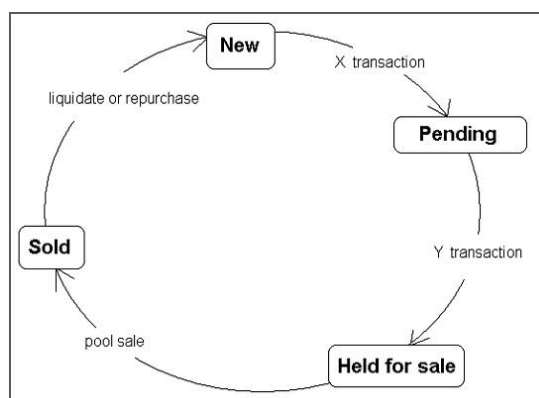 New
X transaction
Pending
Y transaction
Held for sale
pool sale
Sold
liquidate or repurchase